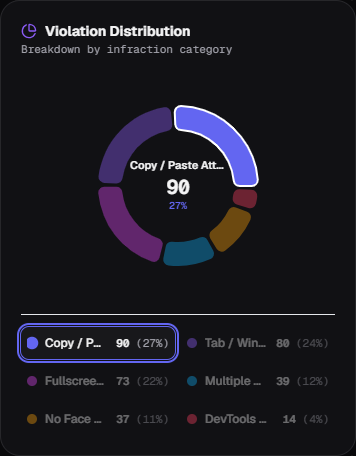 Violation Distribution
Breakdown by infraction category
Copy / Paste Att...
90
27%
Copy / P... 90 (27%)
Tab / Win... 80 (24%)
Fullscree... 73 (22%)
Multiple ... 39 (12%)
No Face ... 37 (11%)
DevTools ... 14 (4%)